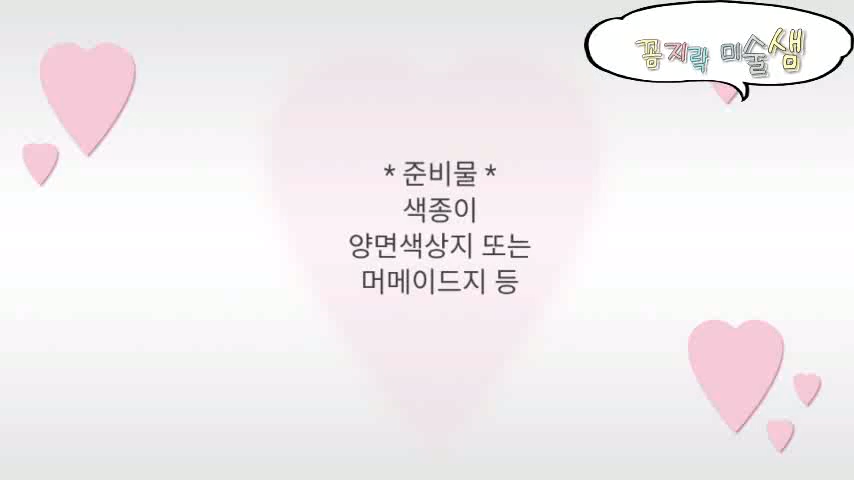 꼼지락 미술샘
* 준비물 *
색종이
양면색상지 또는
머메이드지 등